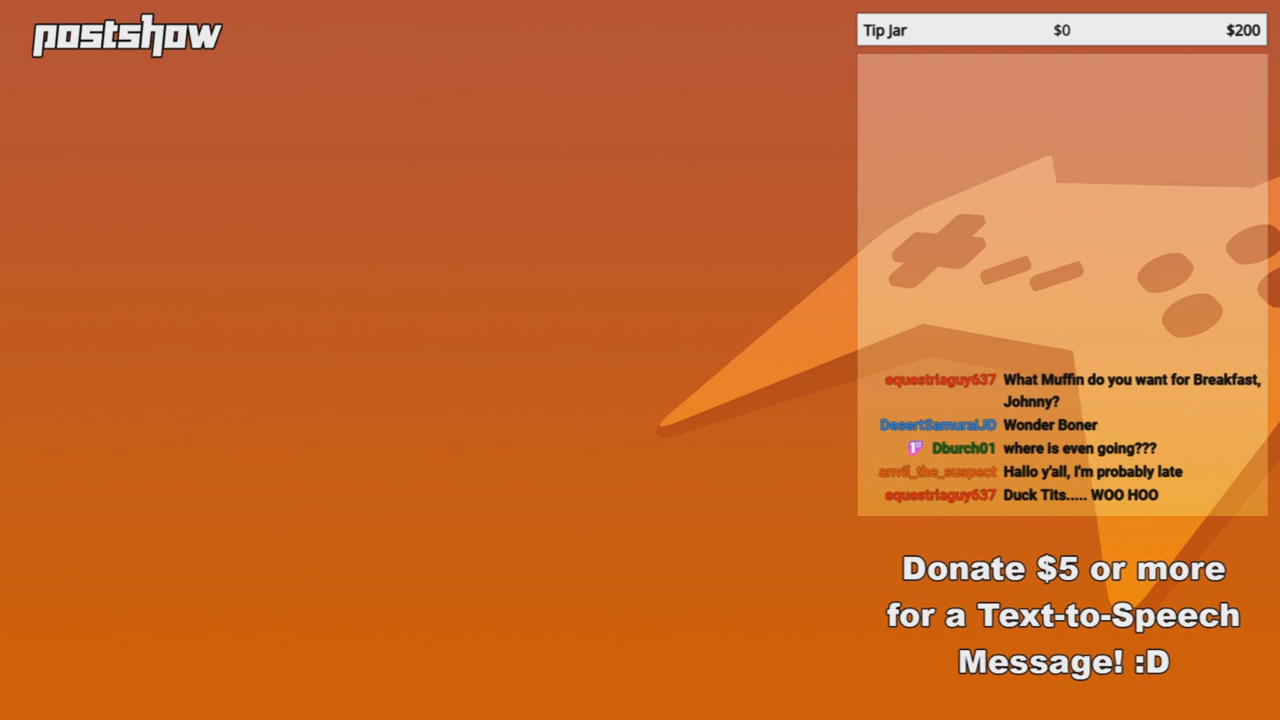 postshow
Tip Jar $0 $200
equestriaguy637 What Muffin do you want for Breakfast,
Johnny?
DesertSamuraiJD Wonder Boner
Dburch01 where is even going???
anvil_the_suspect Hallo y'all, I'm probably late
equestriaguy637 Duck Tits..... WOO HOO
Donate $5 or more
for a Text-to-Speech
Message! :D